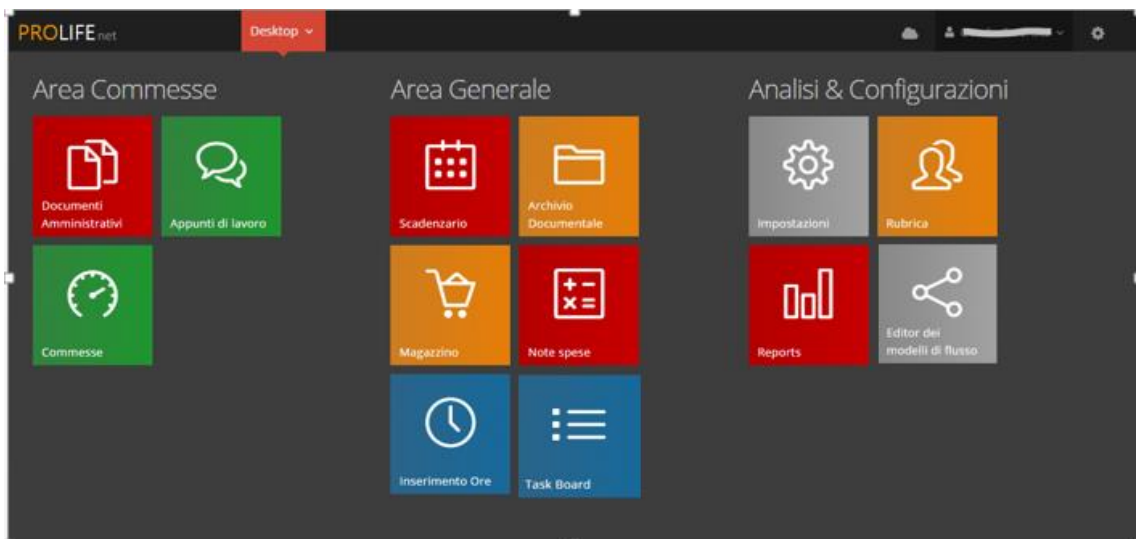 PROLIFE.net
Desktop
Area Commesse
Documenti
Amministrativi
Appunti di lavoro
Commesse
Area Generale
Scadenzario
Archivio
Documentale
Magazzino
Note spese
Inserimento Ore
Task Board
Analisi & Configurazioni
Impostazioni
Rubrica
Reports
Editor dei
modelli di flusso